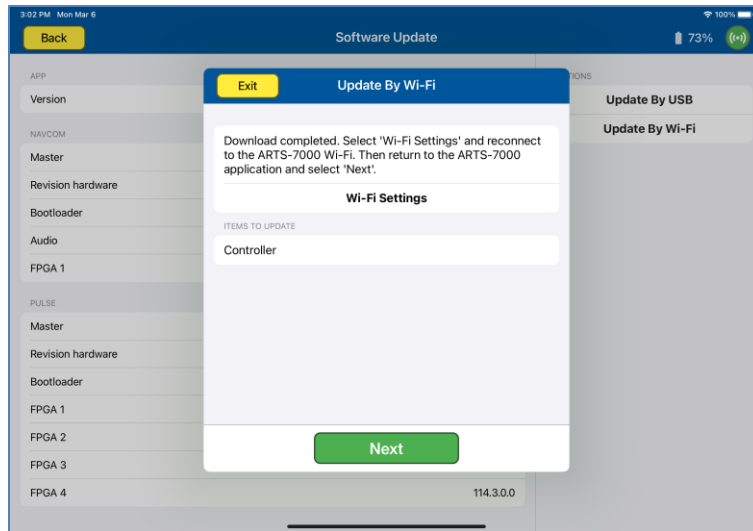 3:02 PM Mon Mar 6
100%
Back
Software Update
73%
APP
Version
NAVCOM
Master
Revision hardware
Bootloader
Audio
FPGA 1
PULSE
Master
Revision hardware
Bootloader
FPGA 1
FPGA 2
FPGA 3
FPGA 4 114.3.0.0
Exit
Update By Wi-Fi
Download completed. Select 'Wi-Fi Settings' and reconnect
to the ARTS-7000 Wi-Fi. Then return to the ARTS-7000
application and select 'Next'.
Wi-Fi Settings
ITEMS TO UPDATE
Controller
Next
IONS
Update By USB
Update By Wi-Fi